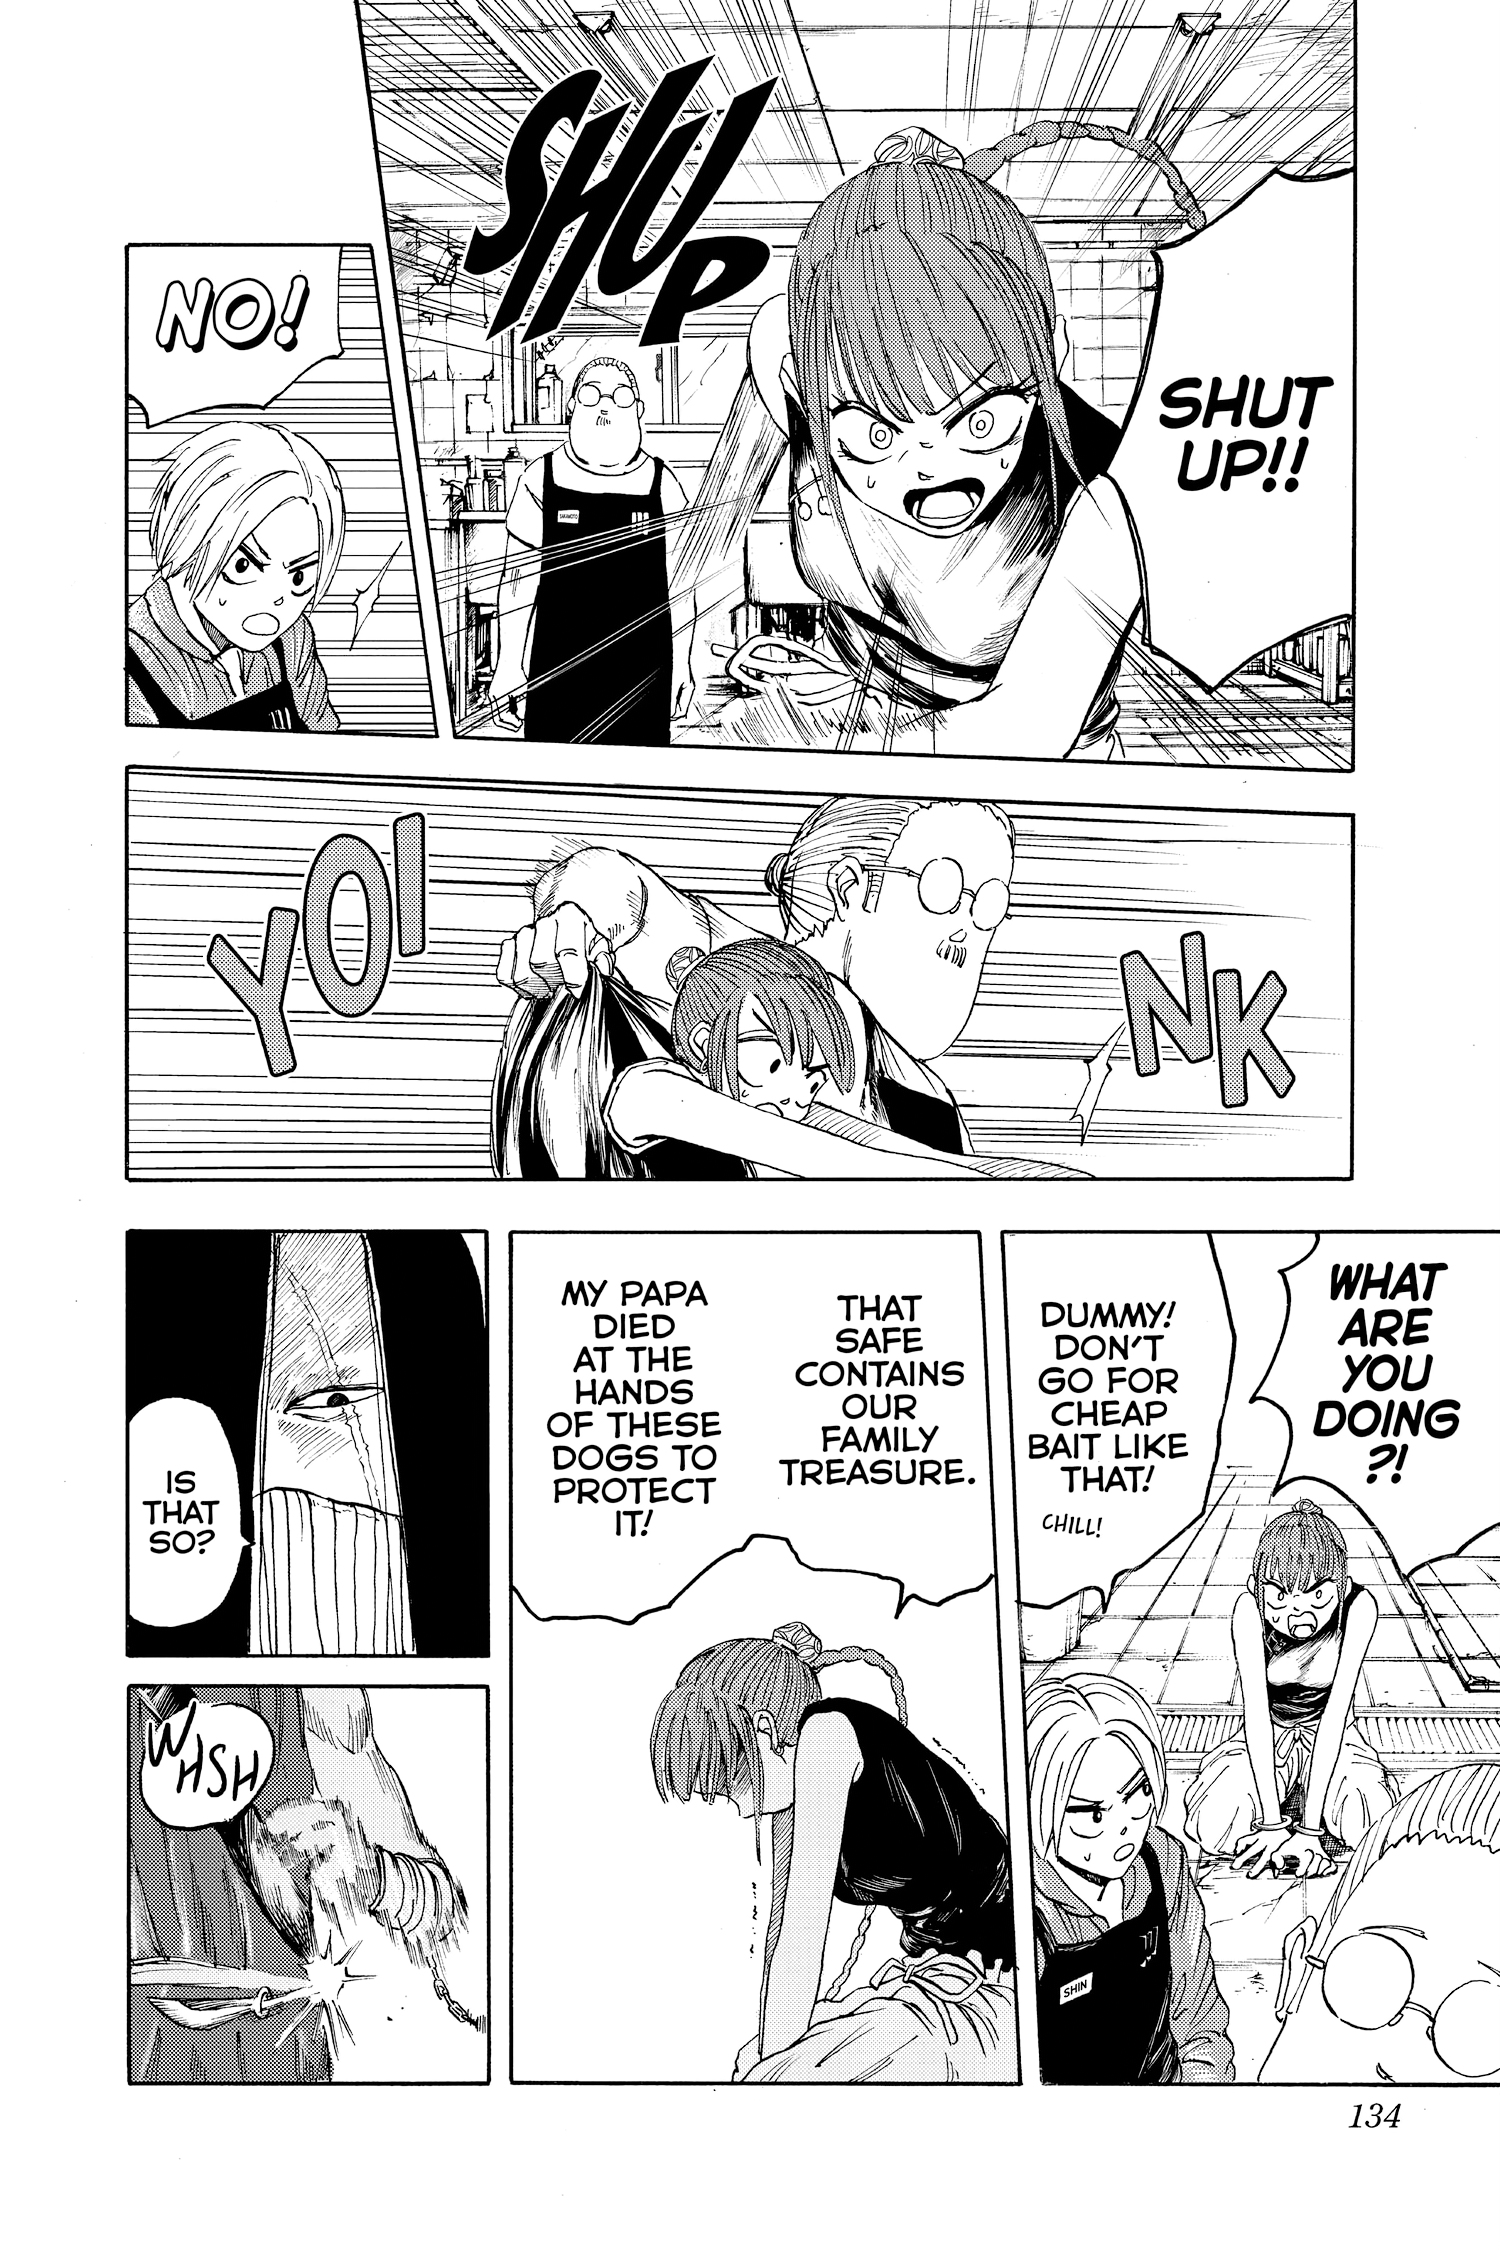 SHUT
UP!!
SHUP
SAKAMOTO
NO!
YOINK
WHAT
ARE
YOU
DOING
?!
DUMMY!
DON'T
GO FOR
CHEAP
BAIT LIKE
THAT!
CHILL!
SHIN
THAT
SAFE
CONTAINS
OUR
FAMILY
TREASURE.
MY PAPA
DIED
AT THE
HANDS
OF THESE
DOGS TO
PROTECT
IT!
IS
THAT
SO?
WHSH
134